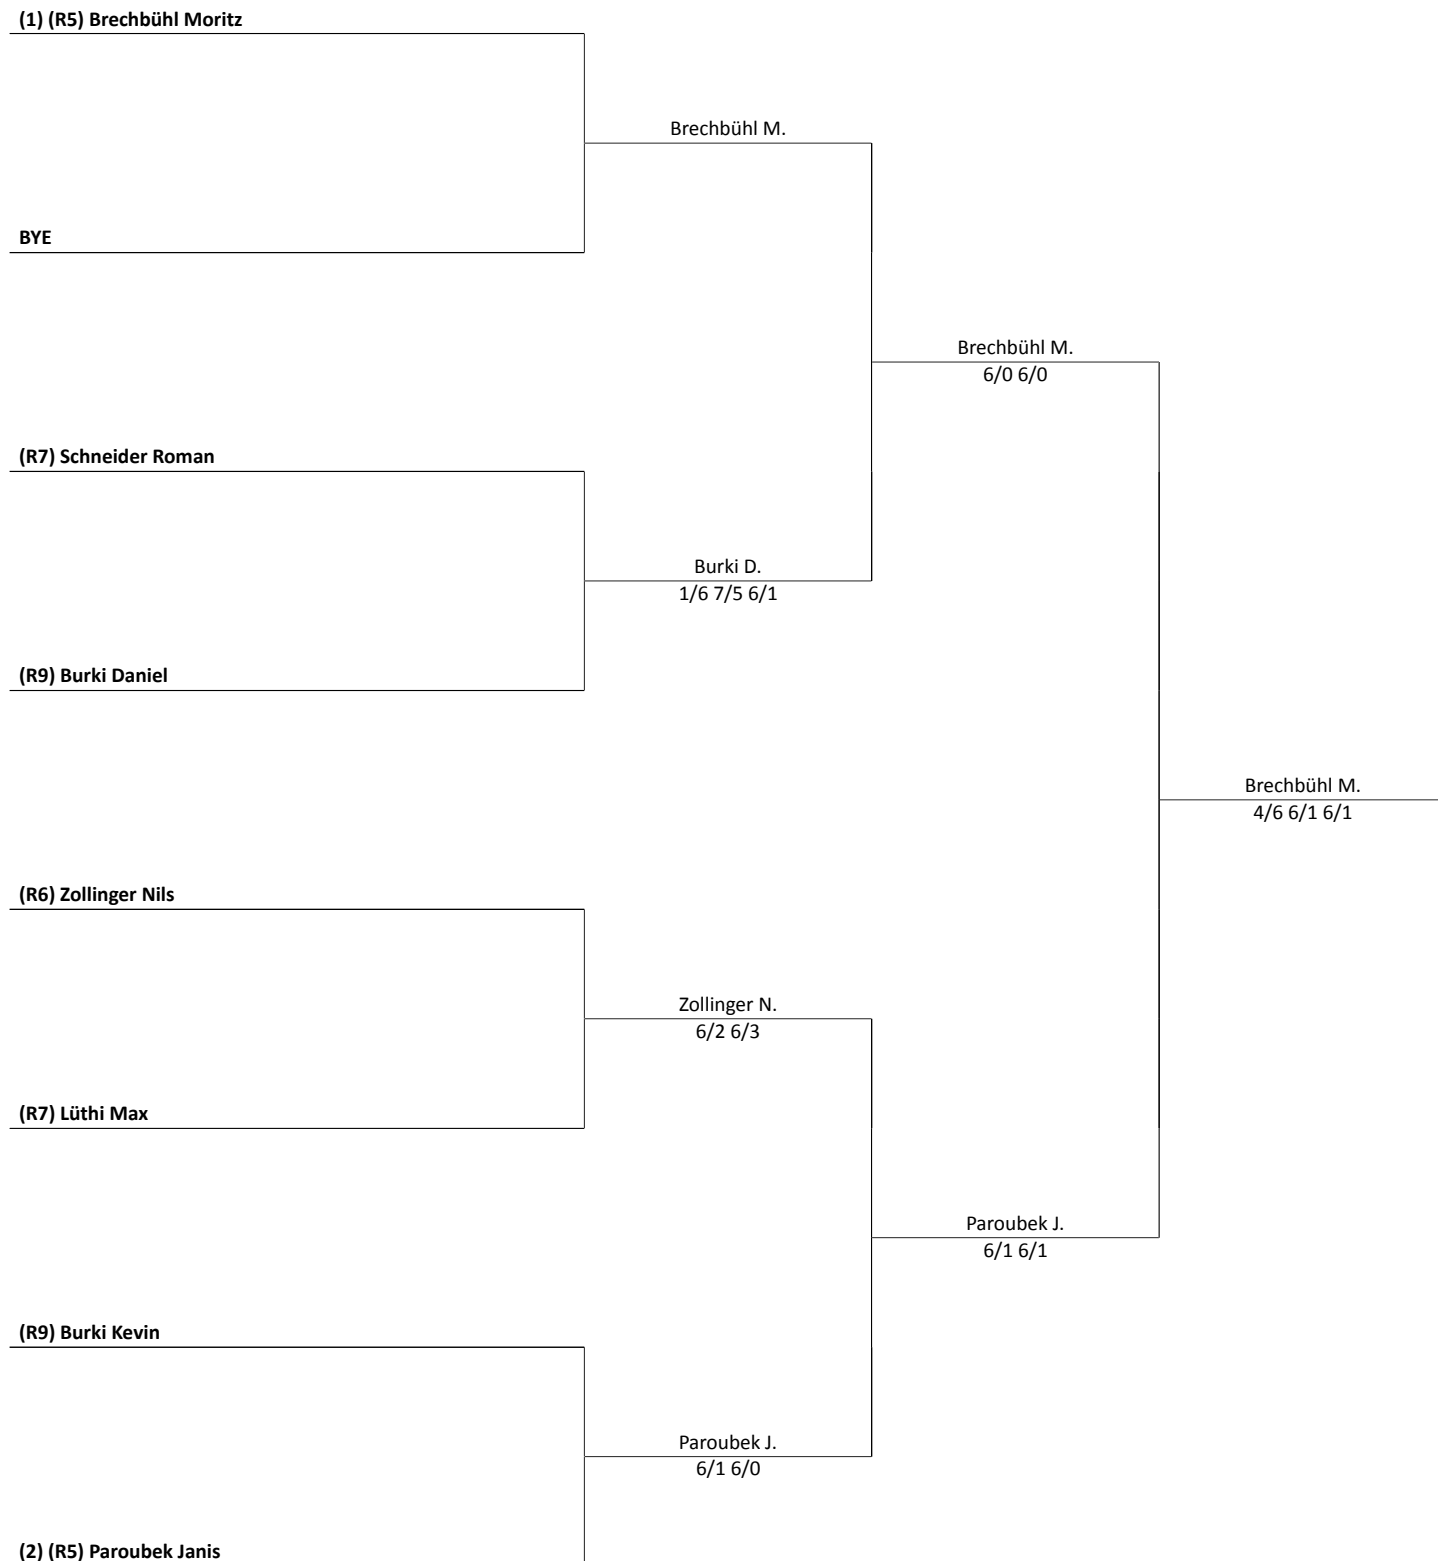 (1) (R5) Brechbühl Moritz
Brechbühl M.
BYE
Brechbühl M.
6/0 6/0
(R7) Schneider Roman
Burki D.
1/6 7/5 6/1
(R9) Burki Daniel
Brechbühl M.
4/6 6/1 6/1
(R6) Zollinger Nils
Zollinger N.
6/2 6/3
(R7) Lüthi Max
Paroubek J.
6/1 6/1
(R9) Burki Kevin
Paroubek J.
6/1 6/0
(2) (R5) Paroubek Janis